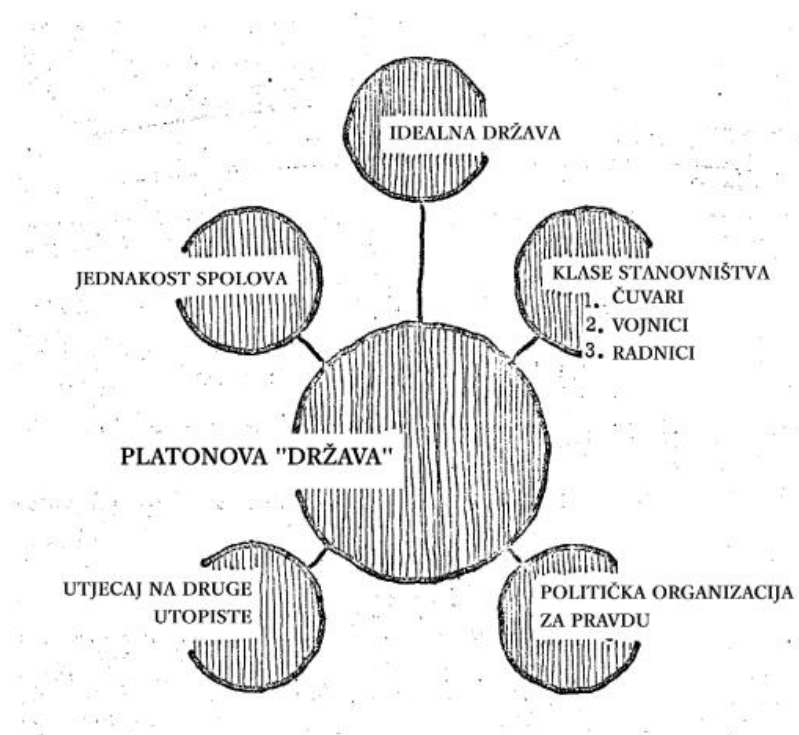 IDEALNA DRŽAVA
JEDNAKOST SPOLOVA
KLASE STANOVNIŠTVA
1. ČUVARI
2. VOJNICI
3. RADNICI
PLATONOVA "DRŽAVA"
UTJECAJ NA DRUGE
UTOPISTE
POLITIČKA ORGANIZACIJA
ZA PRAVDU